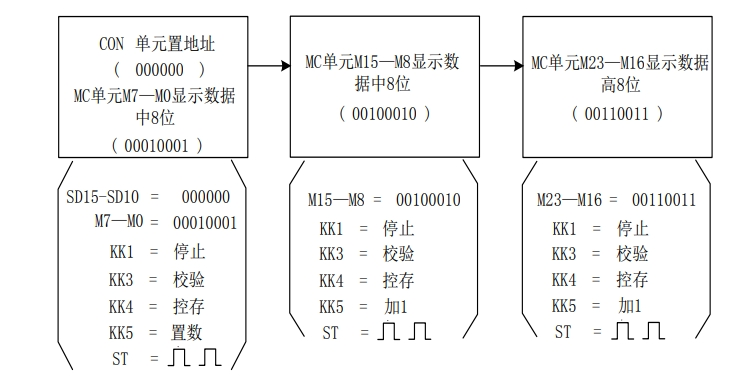 CON 单元置地址
( 000000 )
MC单元M7—M0显示数据
中8位
( 00010001 )
MC单元M15—M8显示数
据中8位
( 00100010 )
MC单元M23—M16显示数据
高8位
( 00110011 )
SD15-SD10 = 000000
M7—M0 = 00010001
KK1 = 停止
KK3 = 校验
KK4 = 控存
KK5 = 置数
ST =
M15—M8 = 00100010
KK1 = 停止
KK3 = 校验
KK4 = 控存
KK5 = 加1
ST =
M23—M16 = 00110011
KK1 = 停止
KK3 = 校验
KK4 = 控存
KK5 = 加1
ST =